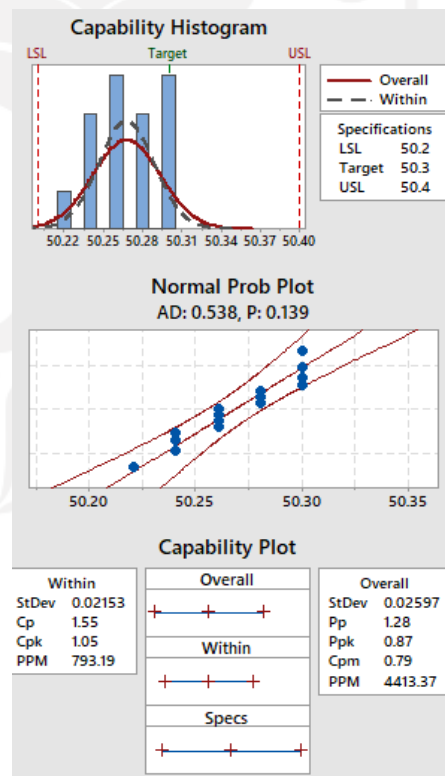 Capability Histogram
LSL Target USL
Overall
Within
Specifications
LSL 50.2
Target 50.3
USL 50.4
50.22 50.25 50.28 50.31 50.34 50.37 50.40
Normal Prob Plot
AD: 0.538, P: 0.139
50.20 50.25 50.30 50.35
Capability Plot
Within
StDev 0.02153
Cp 1.55
Cpk 1.05
PPM 793.19
Overall
Within
Specs
Overall
StDev 0.02597
Pp 1.28
Ppk 0.87
Cpm 0.79
PPM 4413.37